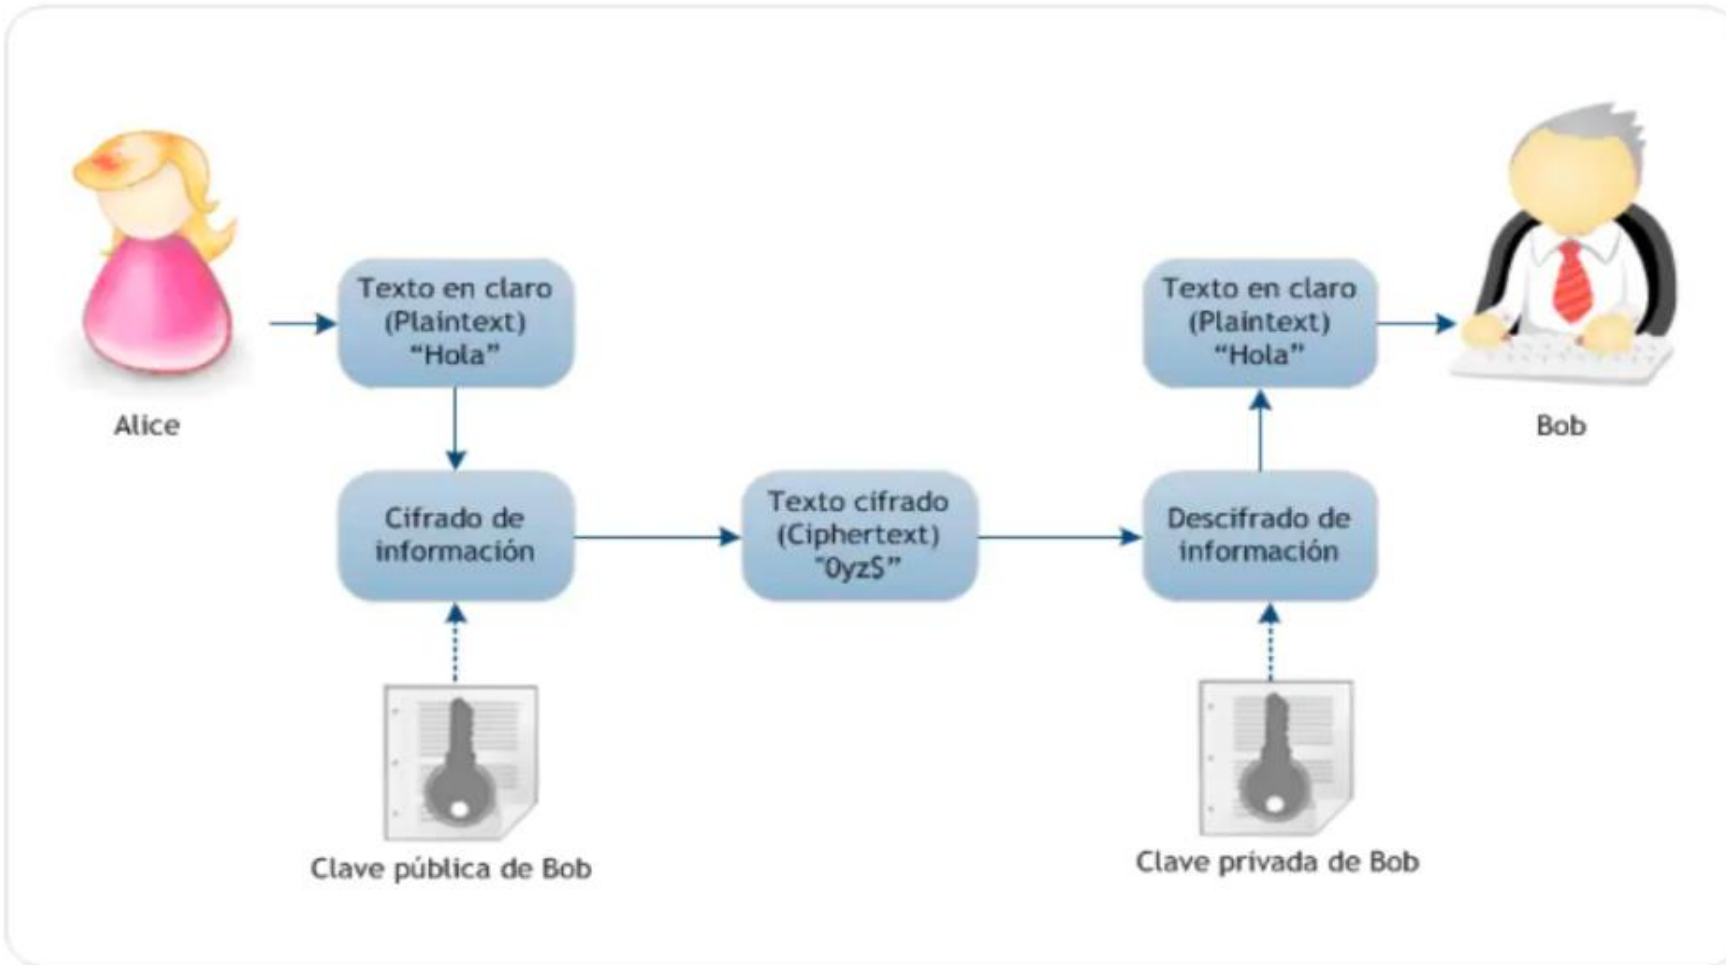 Alice
Texto en claro
(Plaintext)
“Hola”
Cifrado de
información
Clave pública de Bob
Texto cifrado
(Ciphertext)
"0yz$”
Descifrado de
información
Clave privada de Bob
Texto en claro
(Plaintext)
“Hola”
Bob